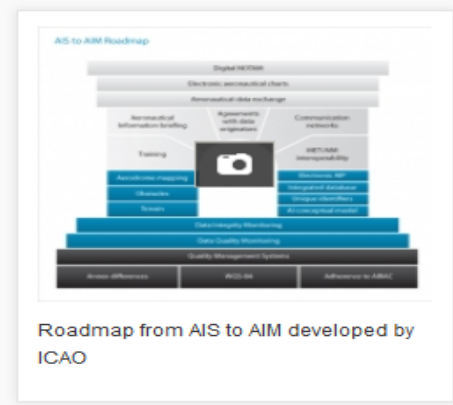 AIS to AIM Roadmap
Digital NOTAM
Electronic aeronautical charts
Aeronautical data exchange
Aeronautical
Information briefing
Agreements
with data
originators
Communication
networks
Training
MET/AIM
interoperability
Aerodrome mapping
Obstacles
Terrain
Electronic AIP
Integrated database
Unique identifiers
AI conceptual model
Data Integrity Monitoring
Data Quality Monitoring
Quality Management Systems
Annex differences
WGS-84
Adherence to AIRAC
Roadmap from AIS to AIM developed by
ICAO